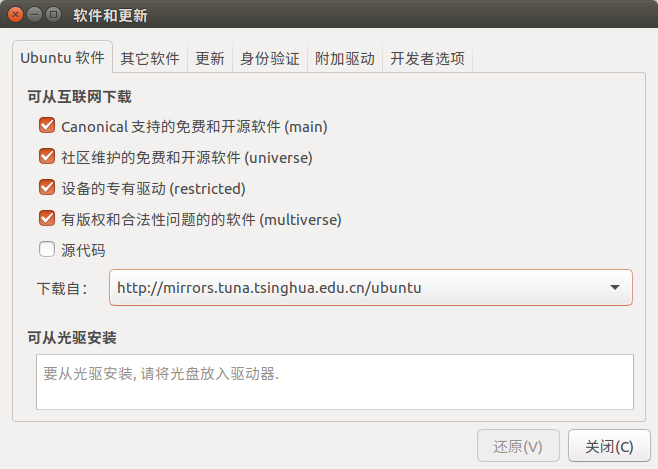 软件和更新
Ubuntu 软件 其它软件 更新 身份验证 附加驱动 开发者选项
可从互联网下载
Canonical 支持的免费和开源软件 (main)
社区维护的免费和开源软件 (universe)
设备的专有驱动 (restricted)
有版权和合法性问题的的软件 (multiverse)
源代码
下载自： http://mirrors.tuna.tsinghua.edu.cn/ubuntu
可从光驱安装
要从光驱安装, 请将光盘放入驱动器.
还原(V) 关闭(C)